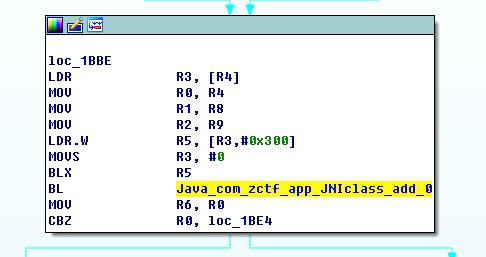 loc_1BBE
LDR R3, [R4]
MOV R0, R4
MOV R1, R8
MOV R2, R9
LDR.W R5, [R3,#0x300]
MOVS R3, #0
BLX R5
BL Java_com_zctf_app_JNIclass_add_0
MOV R6, R0
CBZ R0, loc_1BE4